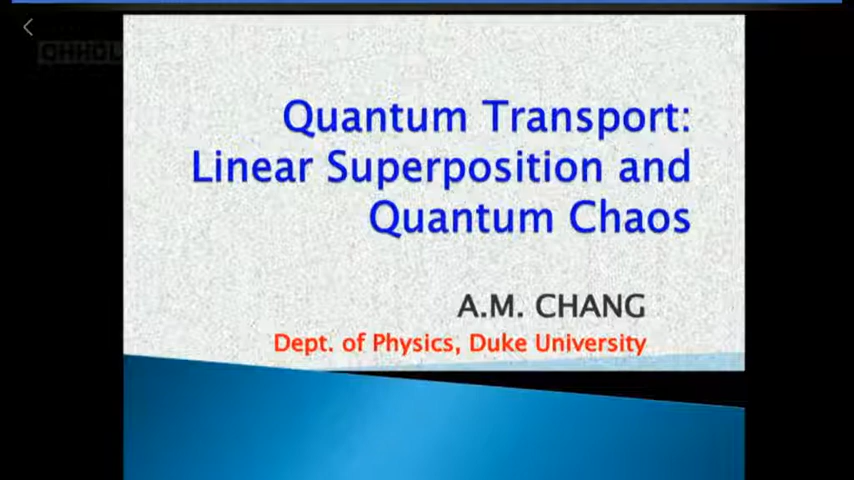 Quantum Transport:
Linear Superposition and
Quantum Chaos
A.M. CHANG
Dept. of Physics, Duke University